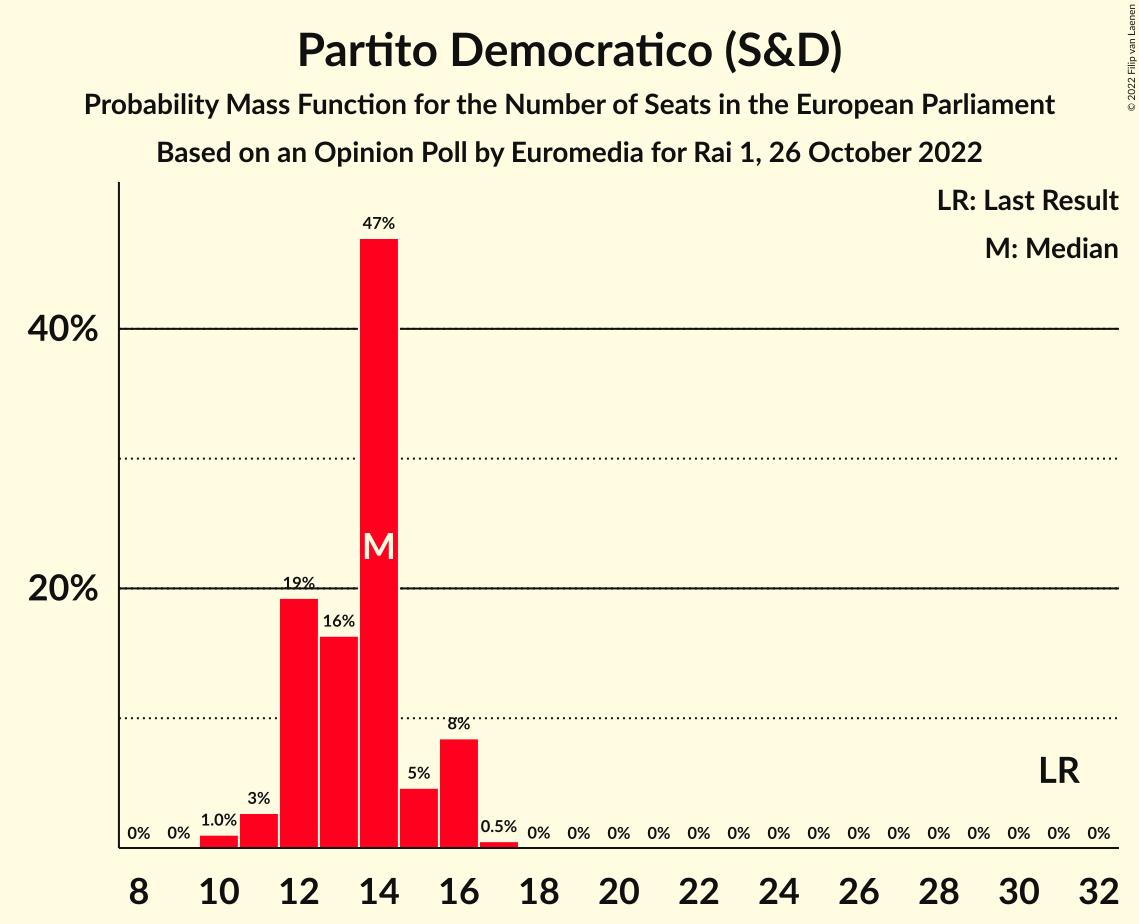 © 2022 Filip van Laenen
Partito Democratico (S&D)
Probability Mass Function for the Number of Seats in the European Parliament
Based on an Opinion Poll by Euromedia for Rai 1, 26 October 2022
LR: Last Result
M: Median
47%
40%
M
20%
19%
16%
8%
5%
LR
3%
1.0%
0.5%
0% 0% 0% 0% 0% 0% 0% 0% 0% 0% 0% 0% 0% 0% 0% 0% 0%
8 10 12 14 16 18 20 22 24 26 28 30 32